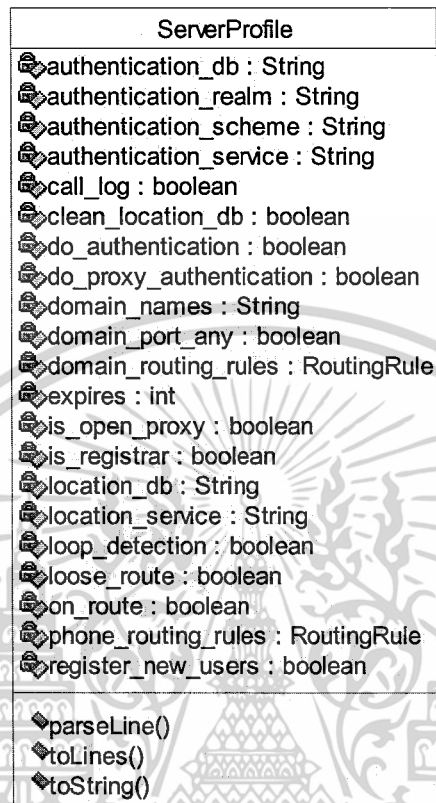 ServerProfile
authentication_db : String
authentication_realm : String
authentication_scheme : String
authentication_service : String
call_log : boolean
clean_location_db : boolean
do_authentication : boolean
do_proxy_authentication : boolean
domain_names : String
domain_port_any : boolean
domain_routing_rules : RoutingRule
expires : int
is_open_proxy : boolean
is_registrar : boolean
location_db : String
location_service : String
loop_detection : boolean
loose_route : boolean
on_route : boolean
phone_routing_rules : RoutingRule
register_new_users : boolean
parseLine()
toLines()
toString()